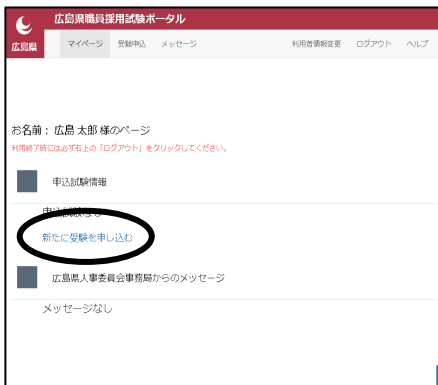 広島県職員採用試験ポータル
広島県
マイページ 受験申込 メッセージ 利用者情報変更 ログアウト ヘルプ
お名前：広島 太郎 様のページ
利用終了時には必ず右上の「ログアウト」をクリックしてください。
申込試験情報
申込試験なし
新たに受験を申し込む
広島県人事委員会事務局からのメッセージ
メッセージなし